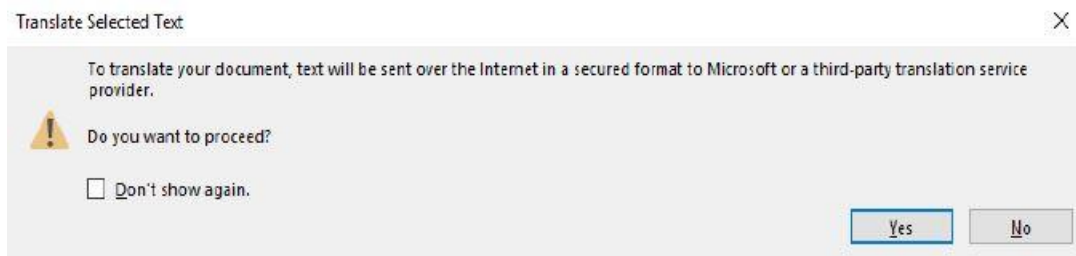 Translate Selected Text
To translate your document, text will be sent over the Internet in a secured format to Microsoft or a third-party translation service
provider.
Do you want to proceed?
Don't show again.
Yes No